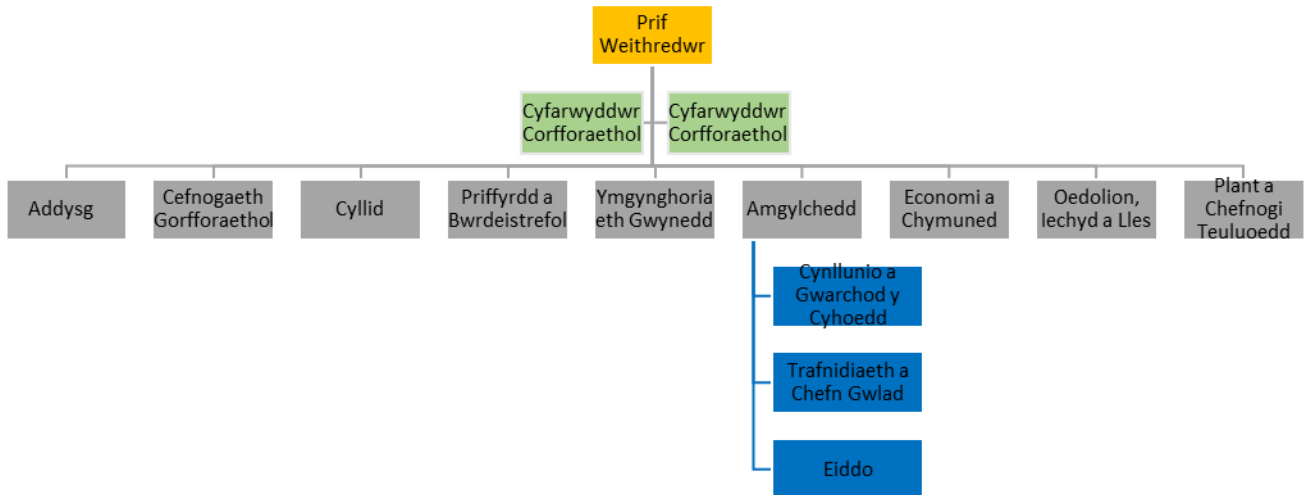 Prif
Weithredwr
Cyfarwyddwr
Corfforaethol
Cyfarwyddwr
Corfforaethol
Addysg
Cefnogaeth
Gorfforaethol
Cyllid
Priffyrdd a
Bwrdeistrefol
Ymgynghoria
eth Gwynedd
Amgylchedd
Economi a
Chymuned
Oedolion,
Iechyd a Lles
Plant a
Chefnogi
Teuluoedd
Cynllunio a
Gwarchod y
Cyhoedd
Trafnidiaeth a
Chefn Gwlad
Eiddo